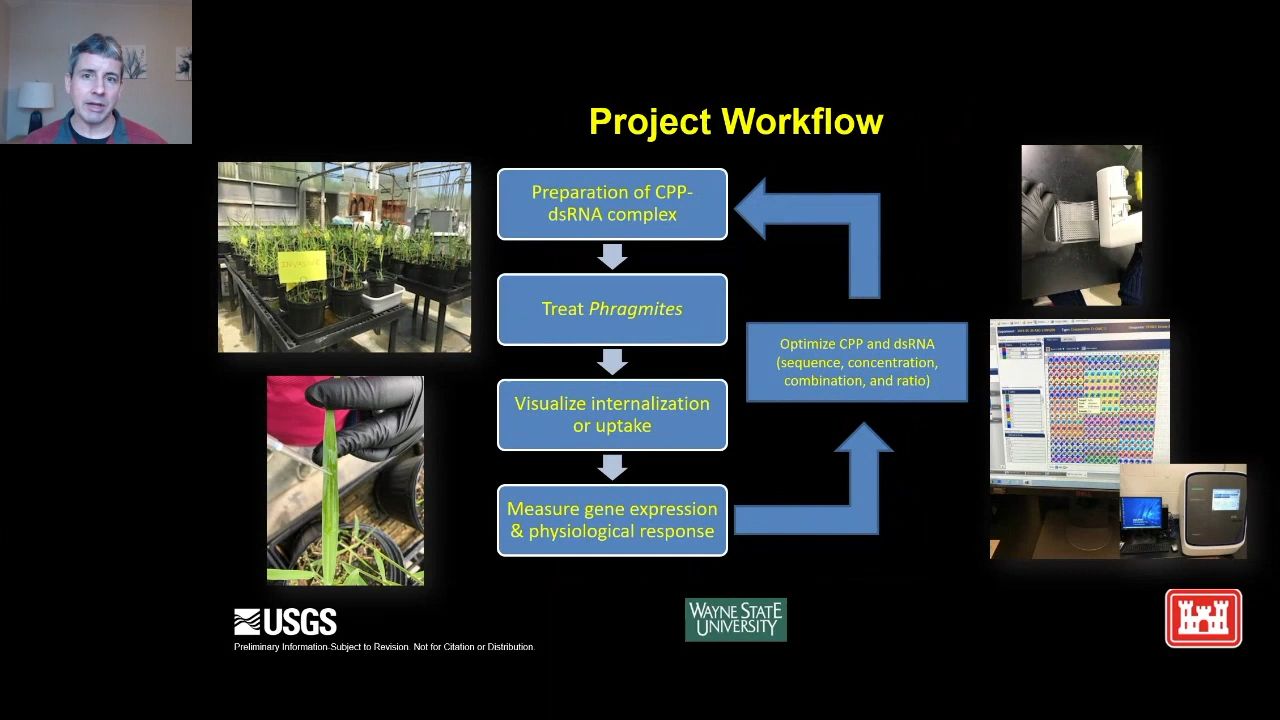 Project Workflow
Preparation of CPP-
dsRNA complex
Treat Phragmites
Visualize internalization
or uptake
Measure gene expression
& physiological response
Optimize CPP and dsRNA
(sequence, concentration,
combination, and ratio)
INVASIVE
USGS
Preliminary Information-Subject to Revision. Not for Citation or Distribution.
WAYNE STATE
UNIVERSITY